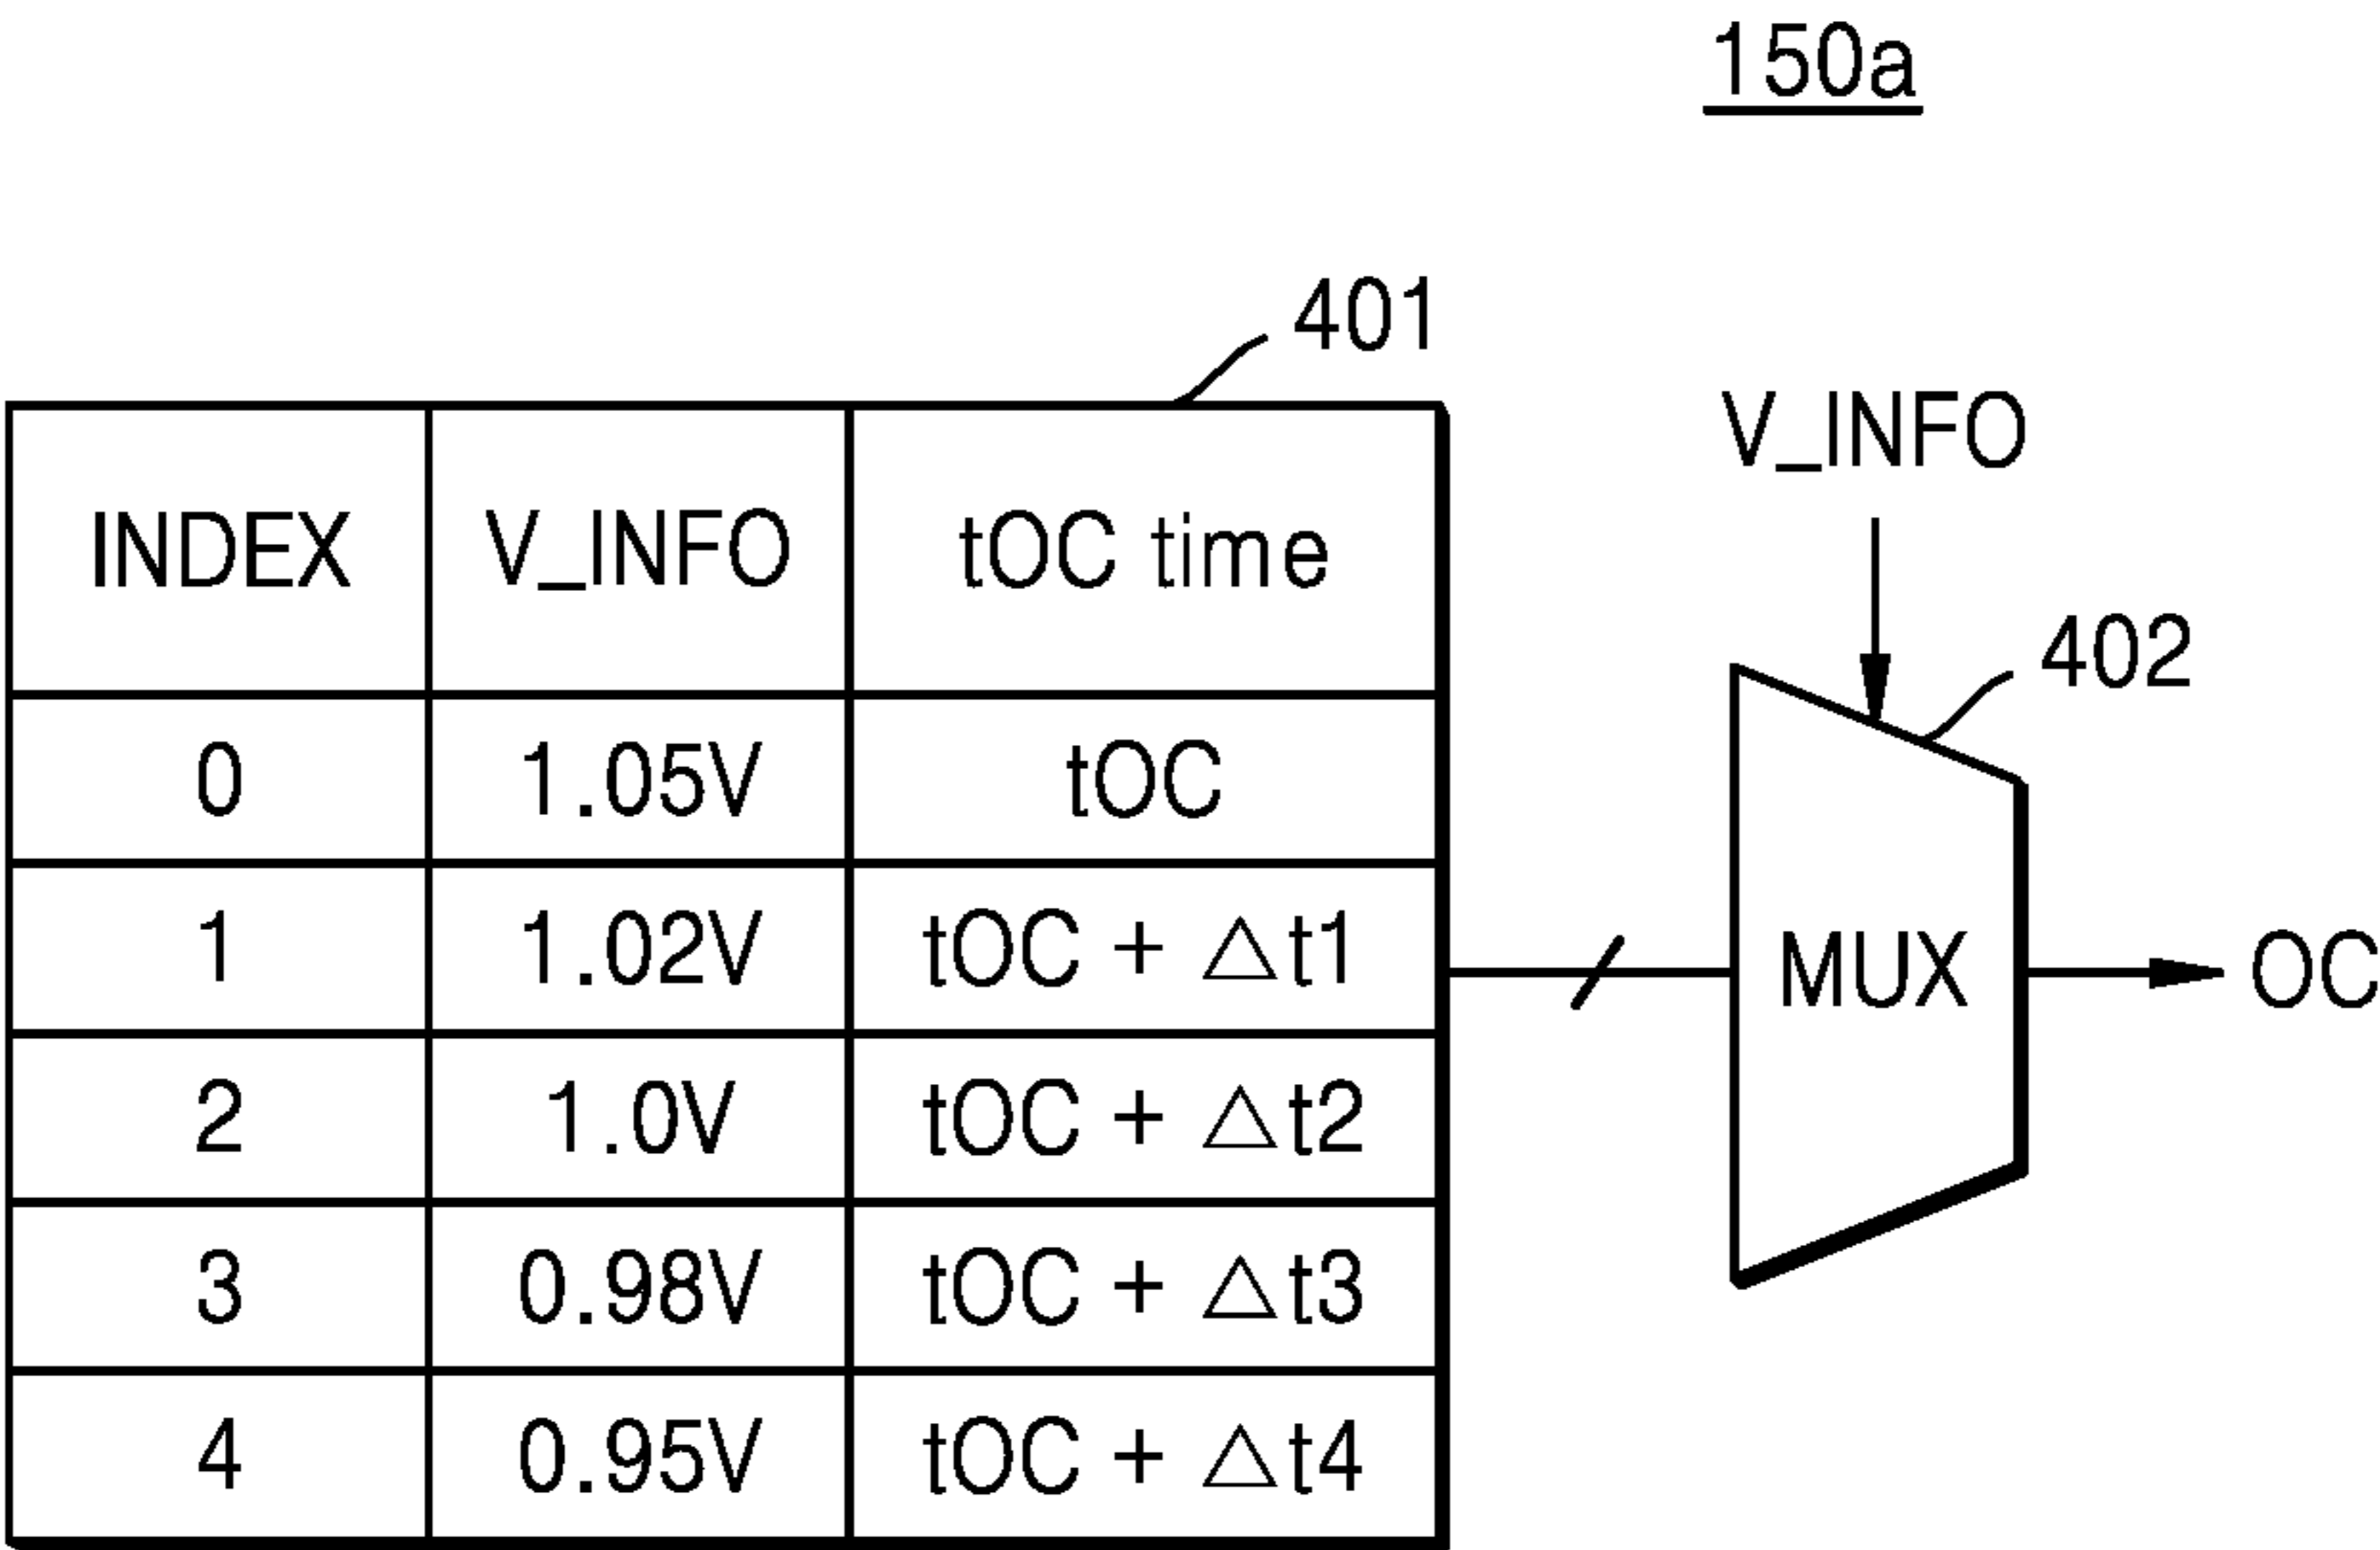 150a
401
INDEX V_INFO tOC time
0 1.05V tOC
1 1.02V tOC + △t1
2 1.0V tOC + △t2
3 0.98V tOC + △t3
4 0.95V tOC + △t4
V_INFO
402
MUX
OC